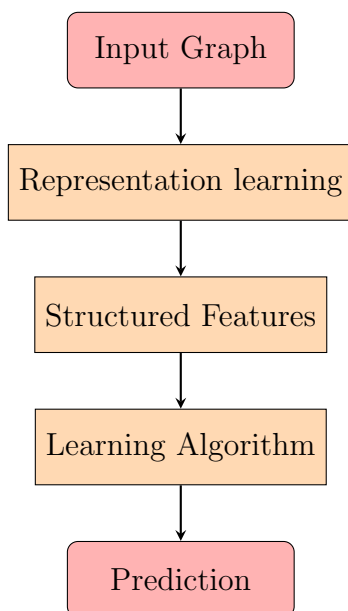 Input Graph
Representation learning
Structured Features
Learning Algorithm
Prediction